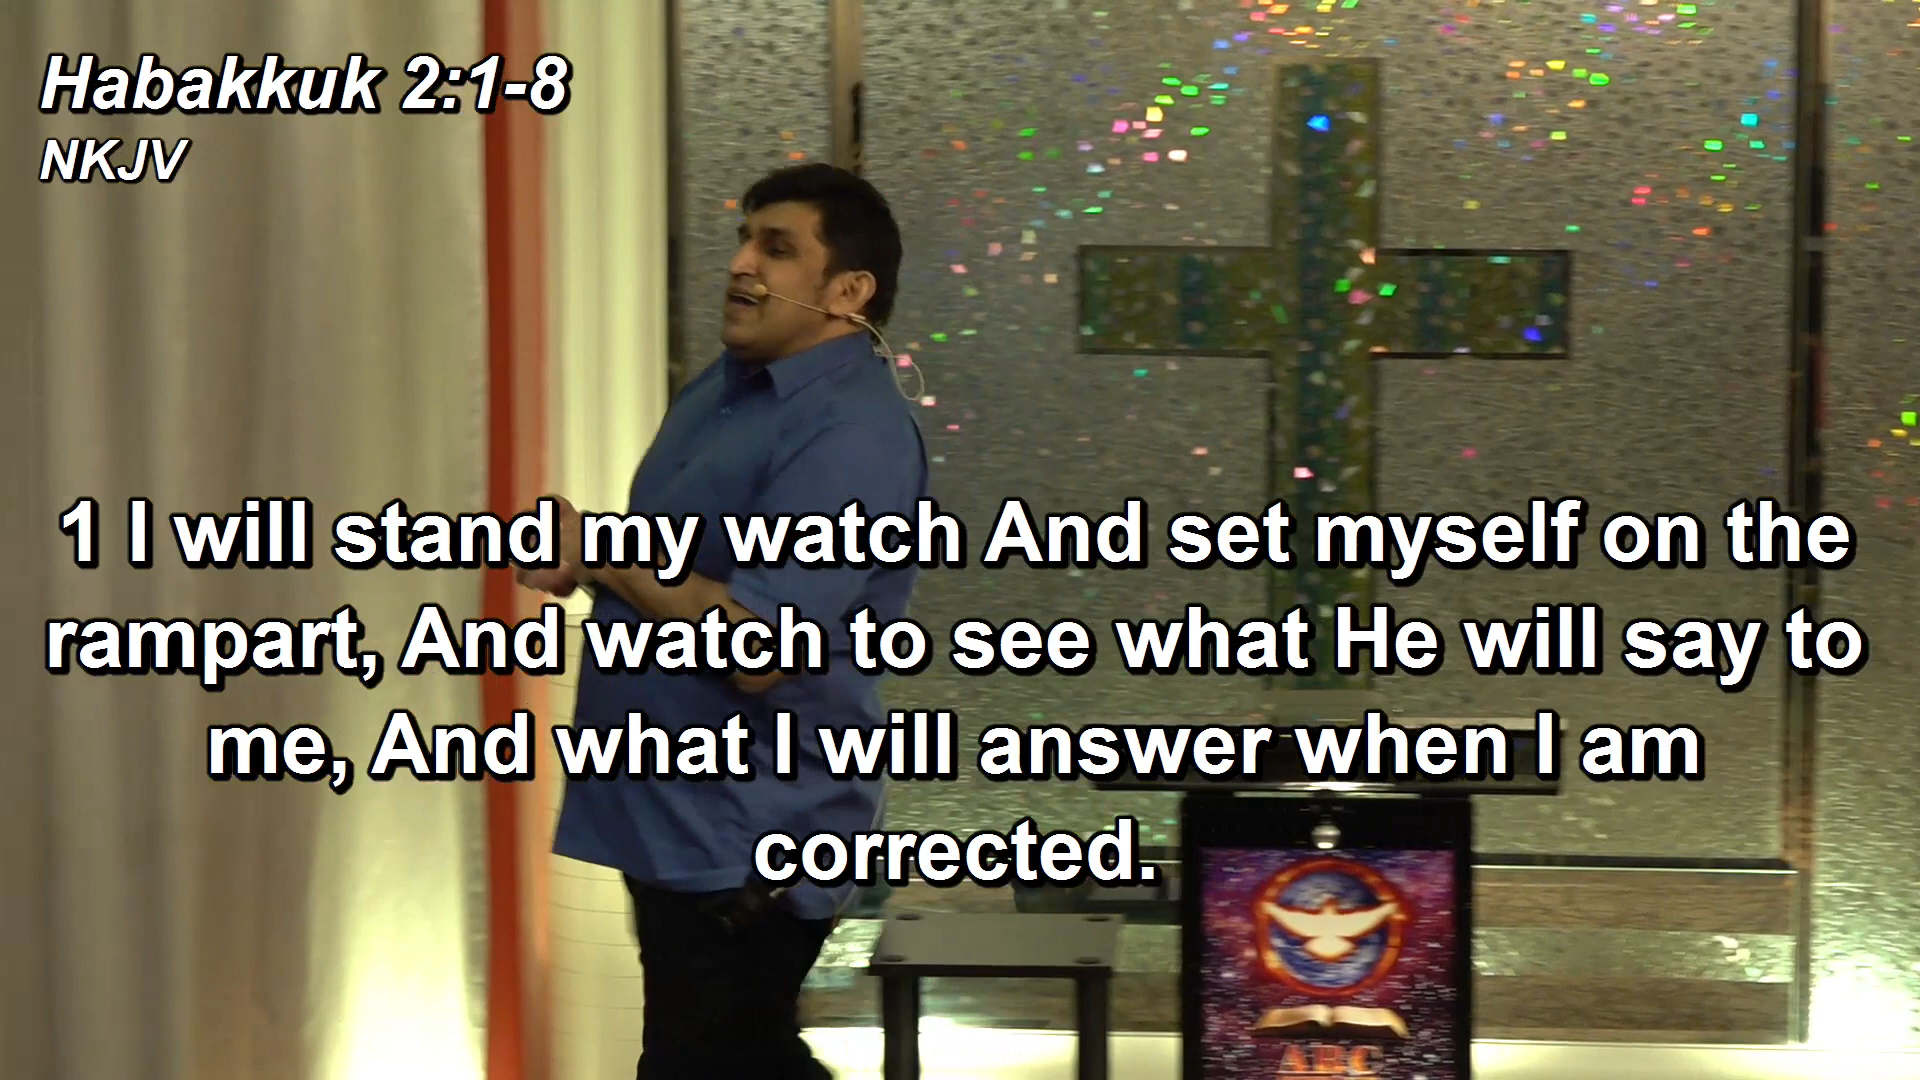 Habakkuk 2:1-8
NKJV
1 I will stand my watch And set myself on the
rampart, And watch to see what He will say to
me, And what I will answer when I am
corrected.
ABC